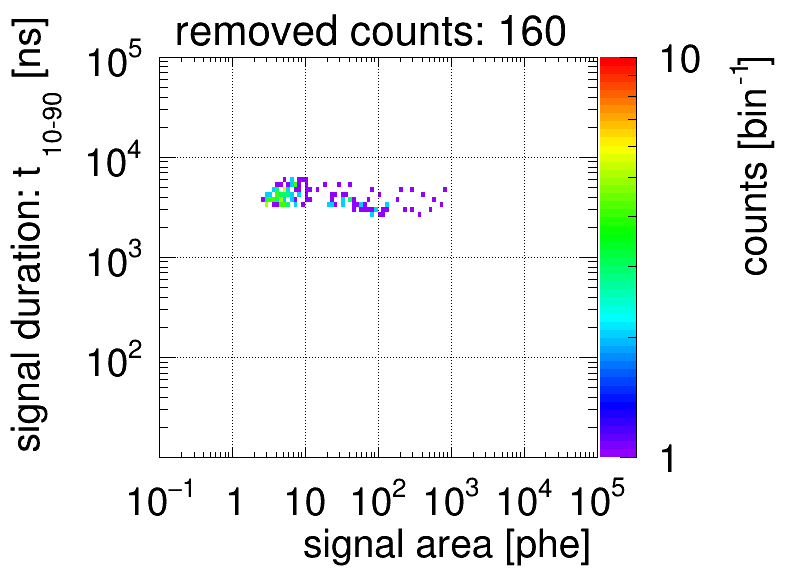 removed counts: 160
signal duration: t 10-90 [ns]
10^5
10^4
10^3
10^2
10^−1 1 10 10^2 10^3 10^4 10^5
signal area [phe]
10
1
counts [bin^-1]